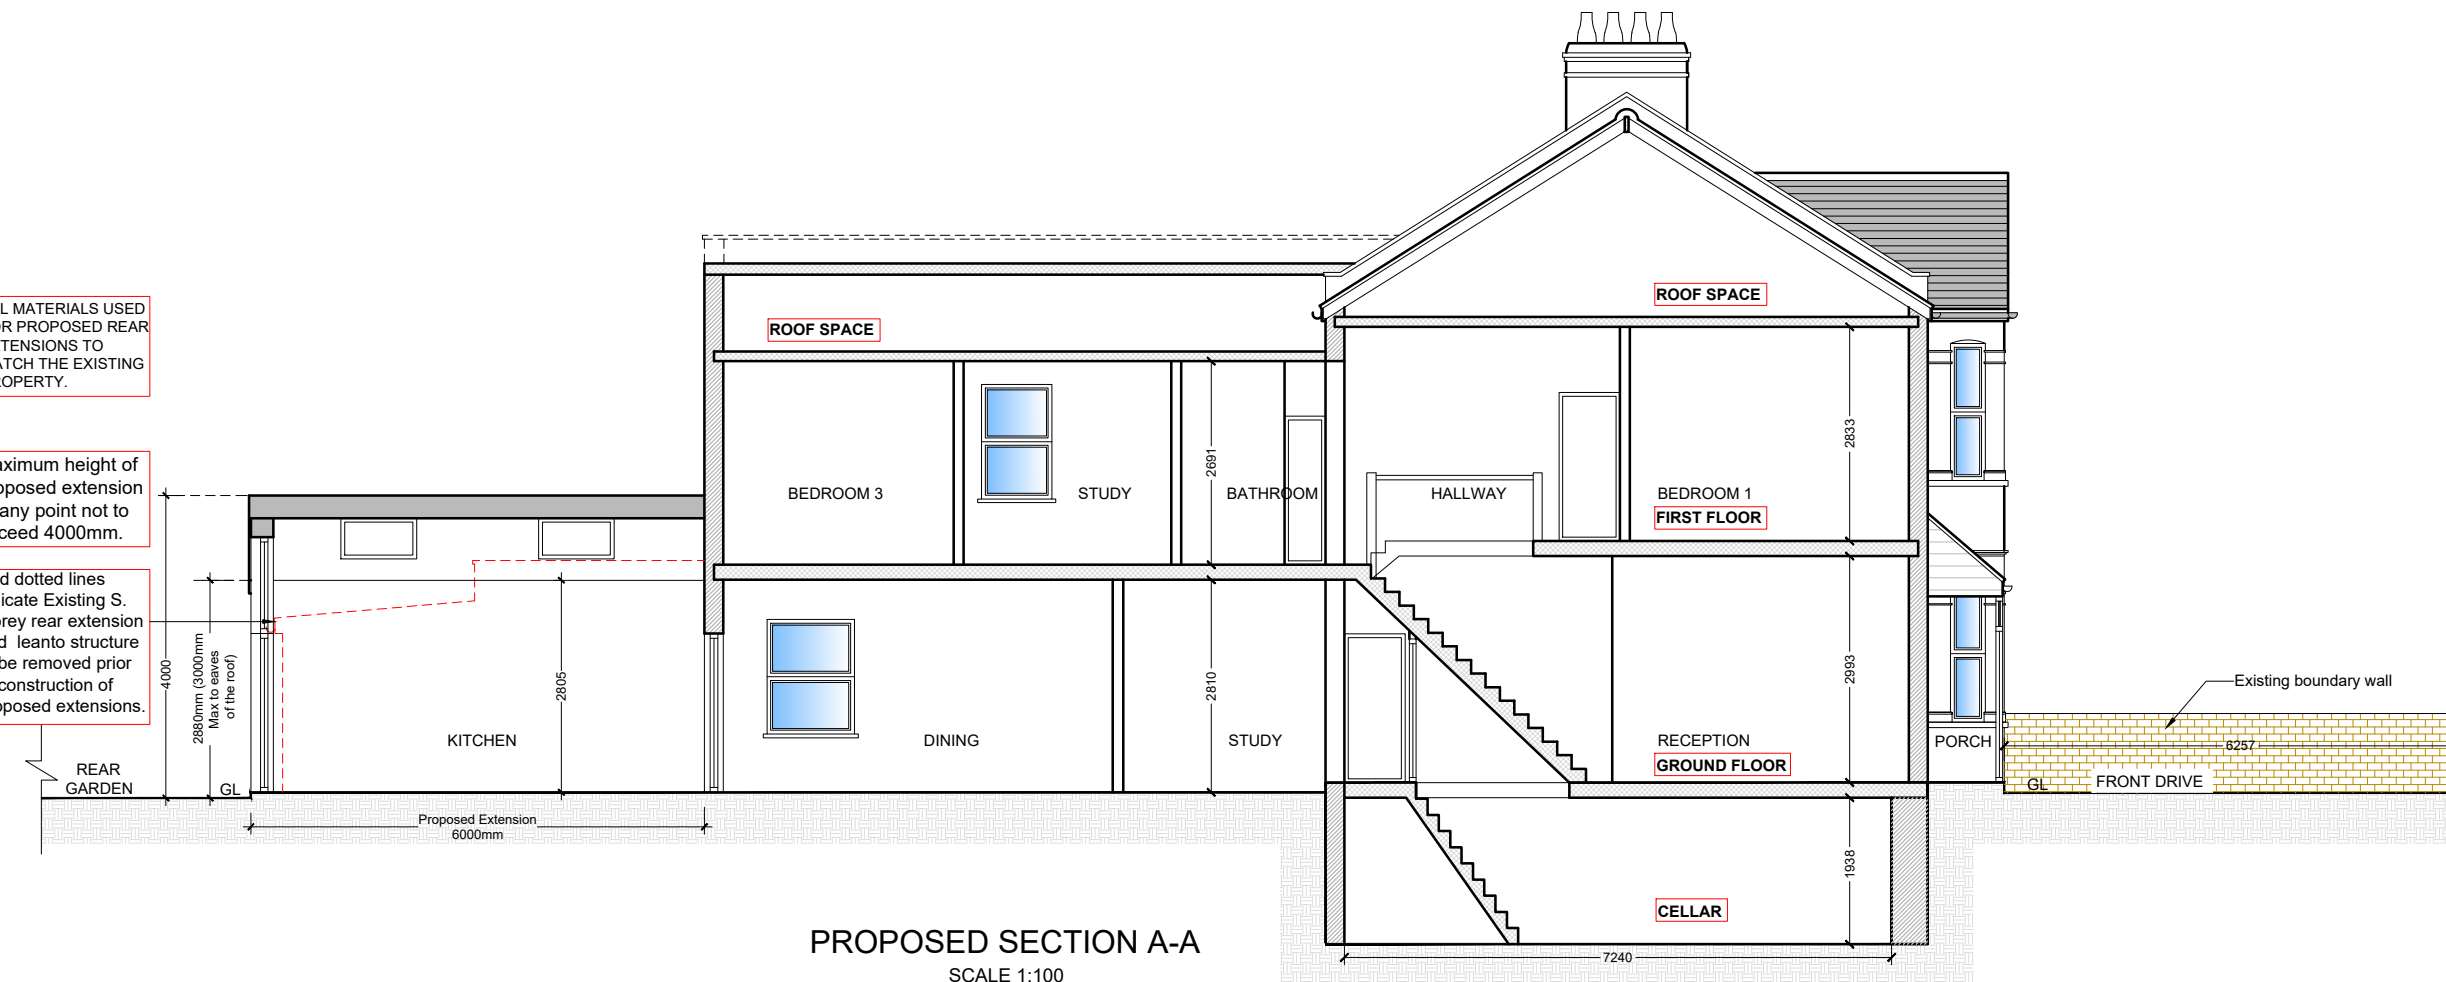 L MATERIALS USED
R PROPOSED REAR
TENSIONS TO
TCH THE EXISTING
OPERTY.
aximum height of
oposed extension
any point not to
ceed 4000mm.
d dotted lines
icate Existing S.
rey rear extension
d leanto structure
be removed prior
construction of
posed extensions.
ROOF SPACE
ROOF SPACE
BEDROOM 3
STUDY
BATHROOM
HALLWAY
BEDROOM 1
FIRST FLOOR
2691
2833
4000
2880mm (3000mm
Max to eaves
of the roof)
2805
2810
2993
KITCHEN
DINING
STUDY
RECEPTION
GROUND FLOOR
PORCH
Existing boundary wall
6257
REAR
GARDEN
GL
GL
FRONT DRIVE
Proposed Extension
6000mm
1938
CELLAR
7240
PROPOSED SECTION A-A
SCALE 1:100